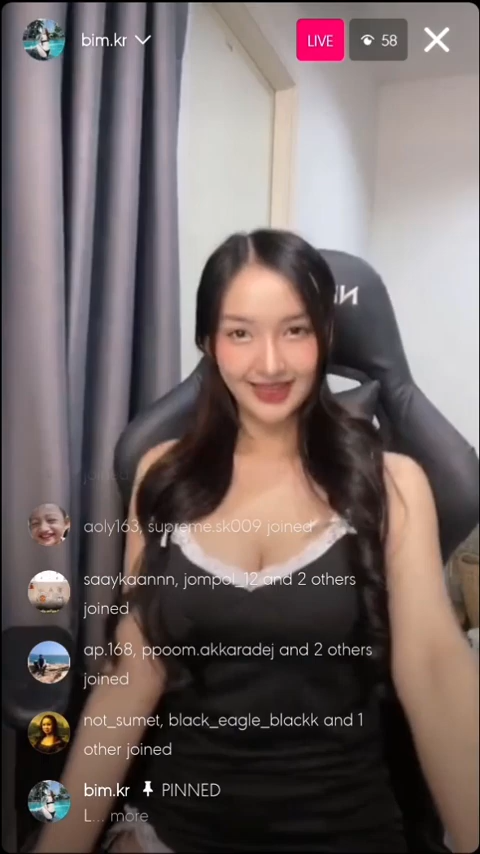 bim.kr
LIVE
58
joined
aoly163, supreme.sk009 joined
saaykaannn, jompol_12 and 2 others
joined
ap.168, ppoom.akkaradej and 2 others
joined
not_sumet, black_eagle_blackk and 1
other joined
bim.kr PINNED
L... more